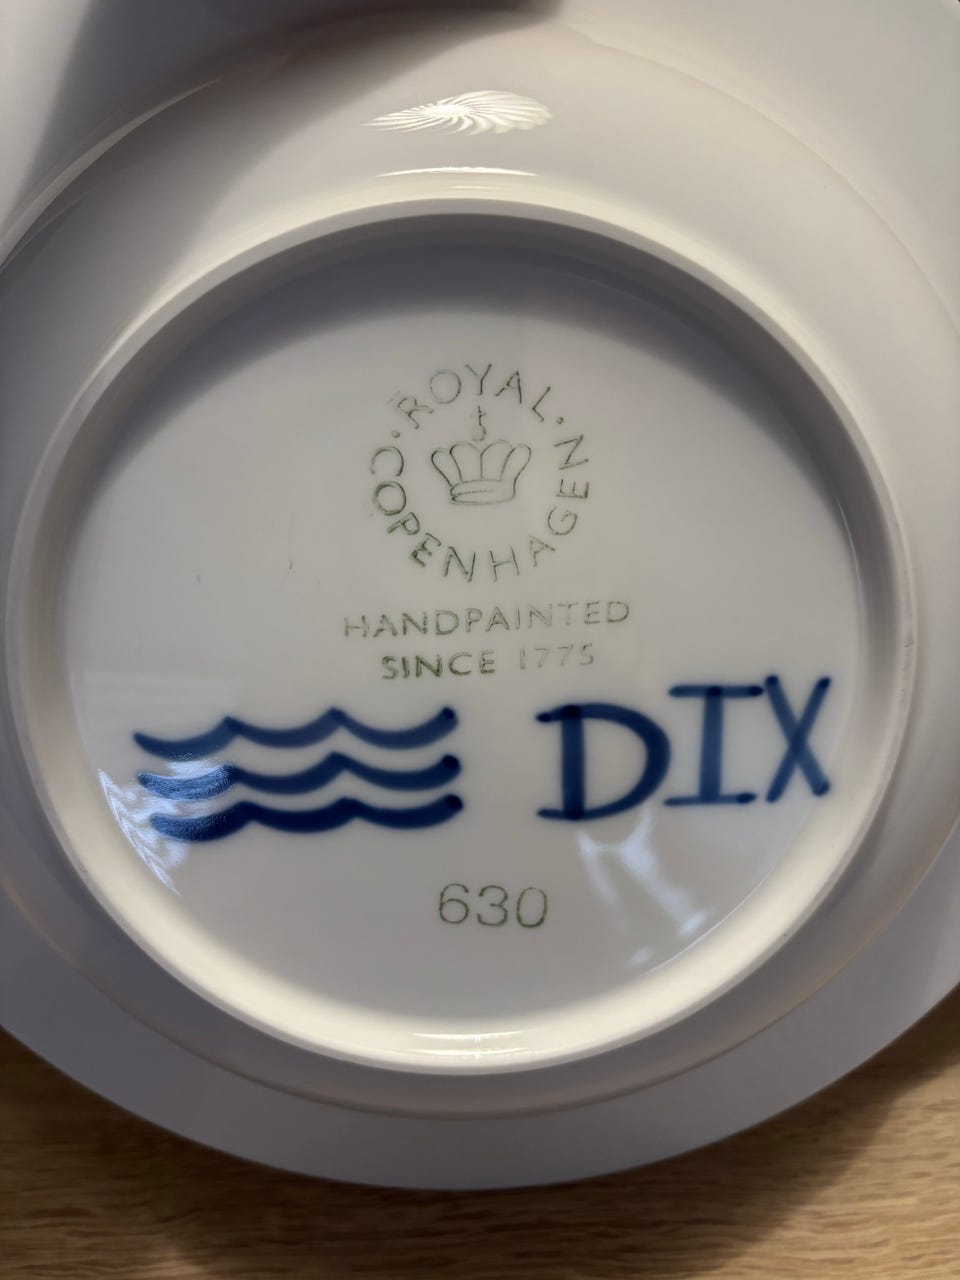 ROYAL
COPENHAGEN
HANDPAINTED
SINCE 1775
DIX
630